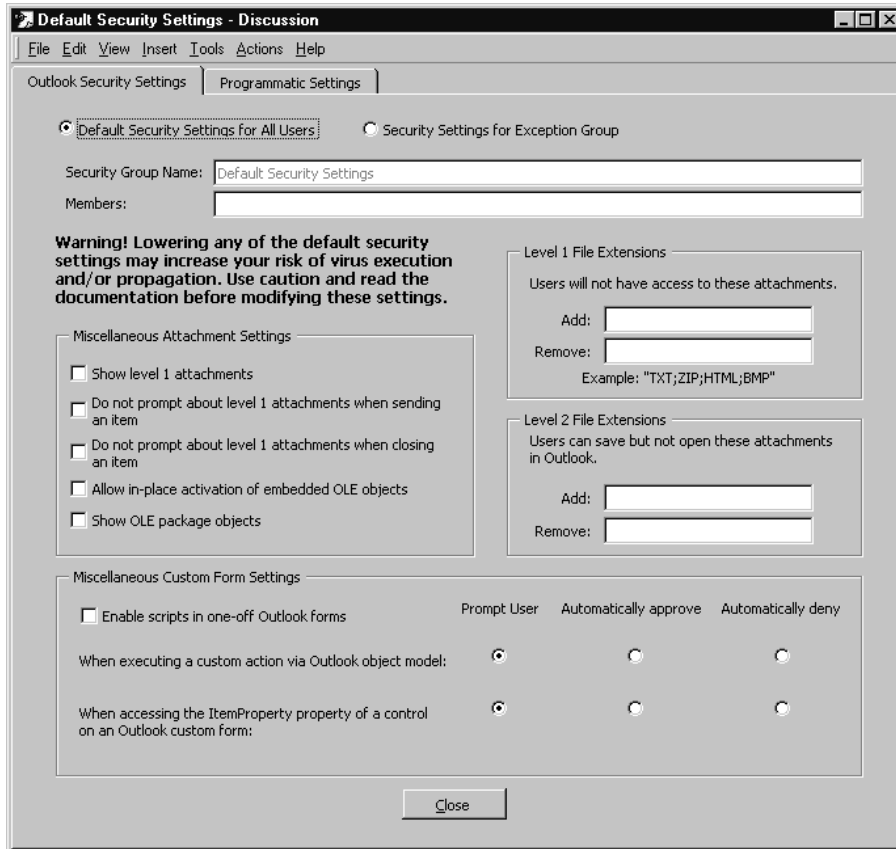 Default Security Settings - Discussion
File Edit View Insert Tools Actions Help
Outlook Security Settings
Programmatic Settings
Default Security Settings for All Users
Security Settings for Exception Group
Security Group Name:
Default Security Settings
Members:
Warning! Lowering any of the default security
settings may increase your risk of virus execution
and/or propagation. Use caution and read the
documentation before modifying these settings.
Miscellaneous Attachment Settings
Show level 1 attachments
Do not prompt about level 1 attachments when sending
an item
Do not prompt about level 1 attachments when closing
an item
Allow in-place activation of embedded OLE objects
Show OLE package objects
Level 1 File Extensions
Users will not have access to these attachments.
Add:
Remove:
Example: "TXT;ZIP;HTML;BMP"
Level 2 File Extensions
Users can save but not open these attachments
in Outlook.
Add:
Remove:
Miscellaneous Custom Form Settings
Enable scripts in one-off Outlook forms
Prompt User
Automatically approve
Automatically deny
When executing a custom action via Outlook object model:
When accessing the ItemProperty property of a control
on an Outlook custom form:
Close